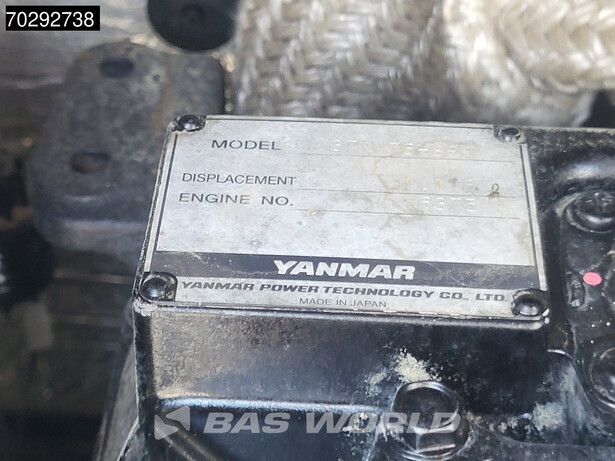 70292738
MODEL
DISPLACEMENT
ENGINE NO.
YANMAR
YANMAR POWER TECHNOLOGY CO., LTD.
MADE IN JAPAN
BAS WORLD